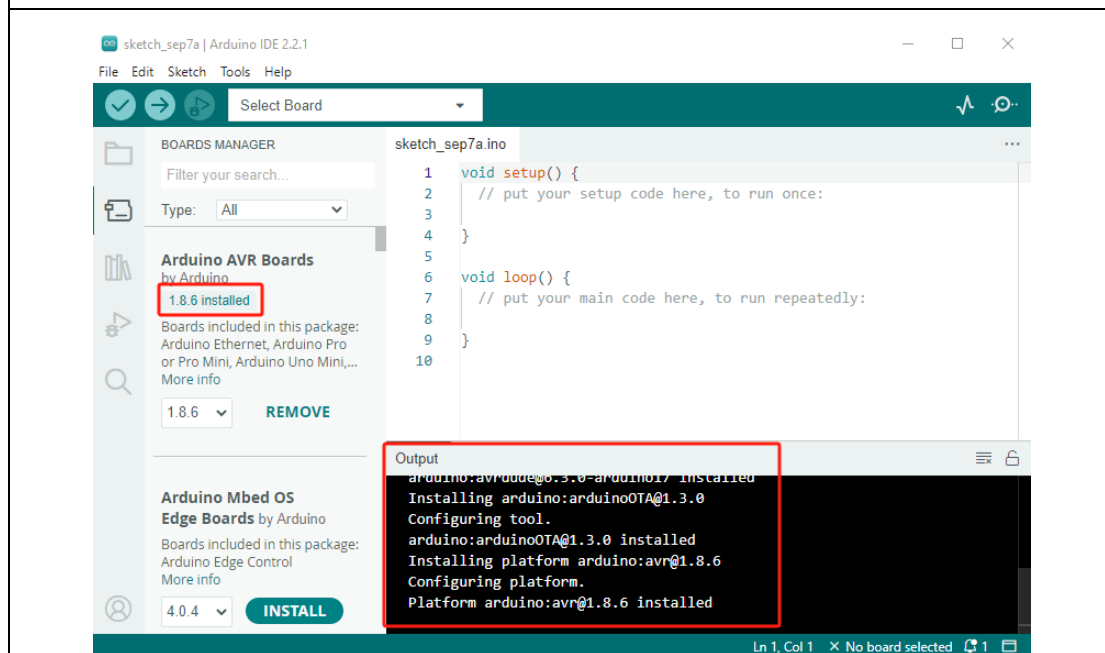 sketch_sep7a | Arduino IDE 2.2.1
File Edit Sketch Tools Help
Select Board
BOARDS MANAGER
Filter your search...
Type: All
Arduino AVR Boards
by Arduino
1.8.6 installed
Boards included in this package:
Arduino Ethernet, Arduino Pro
or Pro Mini, Arduino Uno Mini,...
More info
1.8.6 REMOVE
Arduino Mbed OS
Edge Boards by Arduino
Boards included in this package:
Arduino Edge Control
More info
4.0.4 INSTALL
sketch_sep7a.ino
1 void setup() {
2 // put your setup code here, to run once:
3
4 }
5
6 void loop() {
7 // put your main code here, to run repeatedly:
8
9 }
10
Output
arduino:avrdude@6.3.0-arduino17 installed
Installing arduino:arduinoOTA@1.3.0
Configuring tool.
arduino:arduinoOTA@1.3.0 installed
Installing platform arduino:avr@1.8.6
Configuring platform.
Platform arduino:avr@1.8.6 installed
Ln 1, Col 1 × No board selected 1